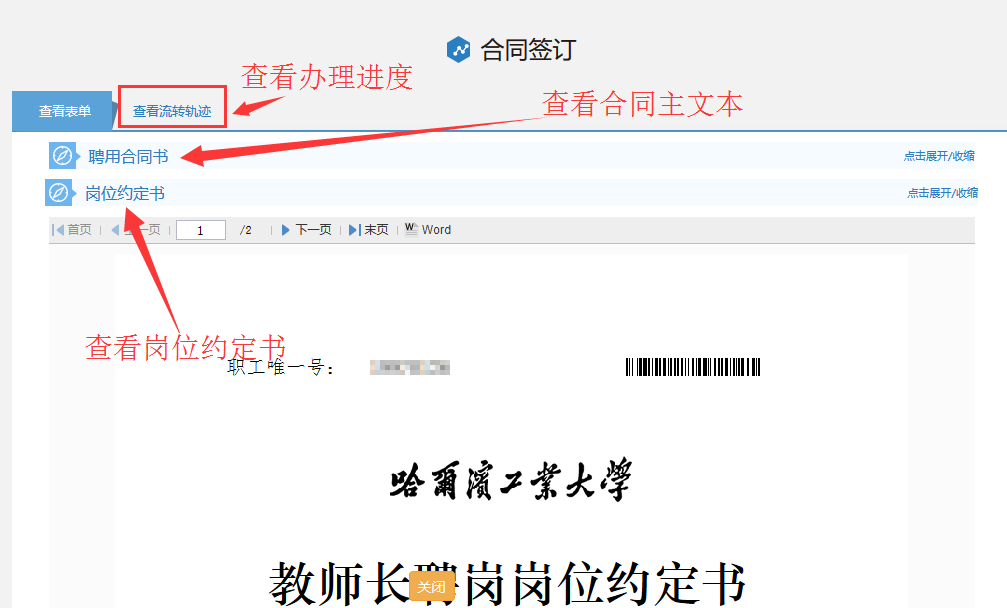 合同签订
查看办理进度
查看合同主文本
查看表单 查看流转轨迹
聘用合同书 点击展开/收缩
岗位约定书 点击展开/收缩
首页 上一页 1 /2 下一页 末页 Word
查看岗位约定书
职工唯一号：
哈爾濱工業大學
教师长聘岗岗位约定书
关闭